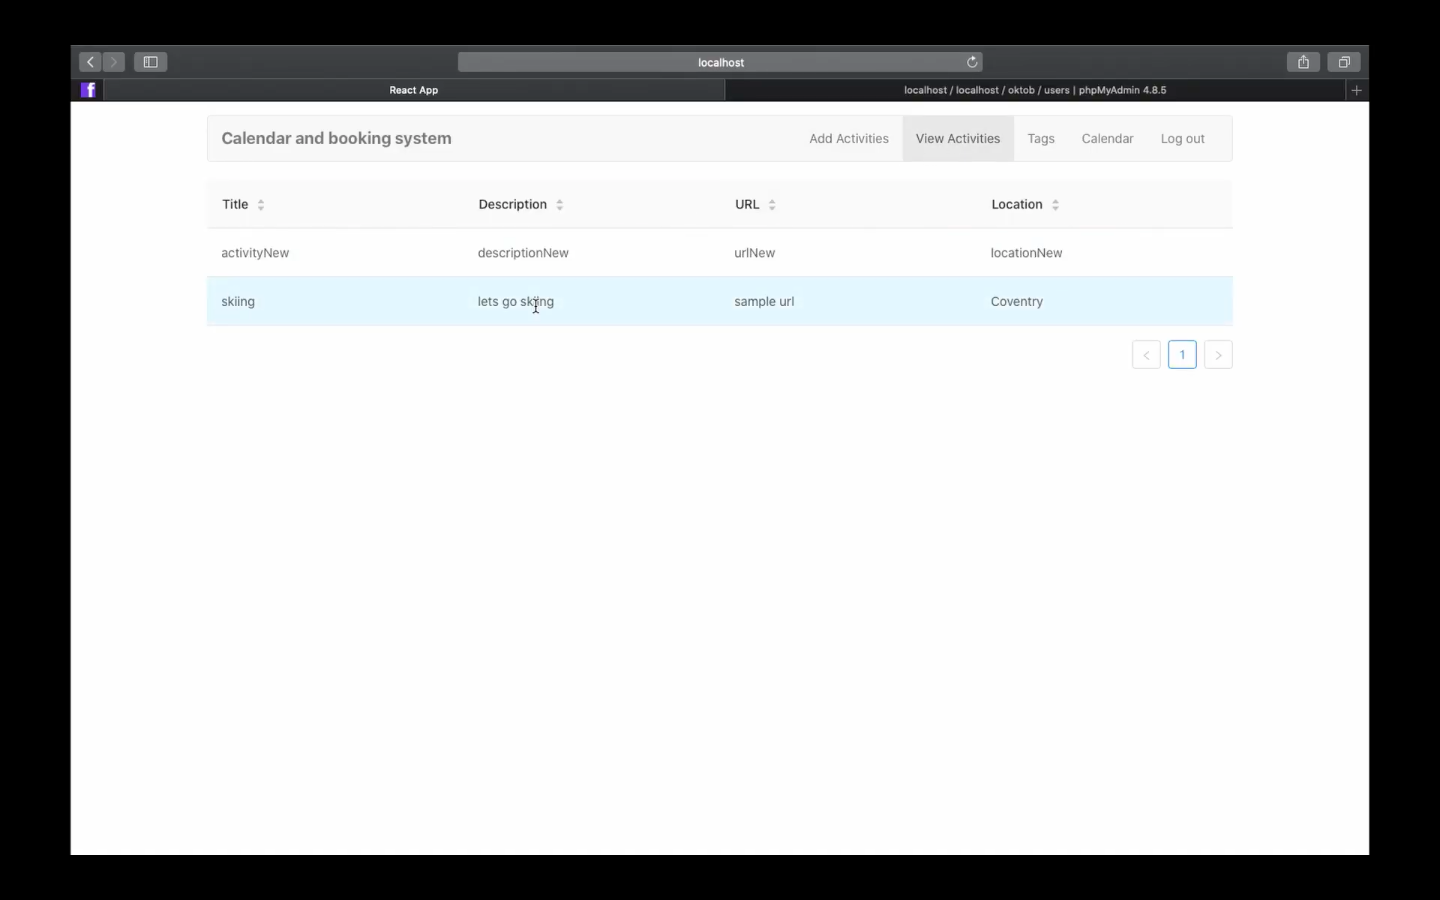 localhost
f
React App
localhost / localhost / oktob / users | phpMyAdmin 4.8.5
Calendar and booking system
Add Activities
View Activities
Tags
Calendar
Log out
Title
Description
URL
Location
activityNew
descriptionNew
urlNew
locationNew
skiing
lets go skiing
sample url
Coventry
1